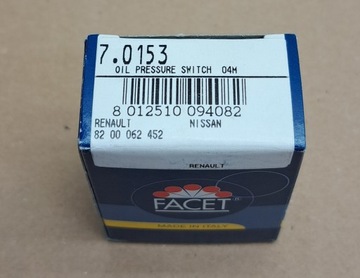 7.0153
OIL PRESSURE SWITCH 04M
8 012510 094082
RENAULT NISSAN
82 00 062 452
RENAULT
FACET
MADE IN ITALY